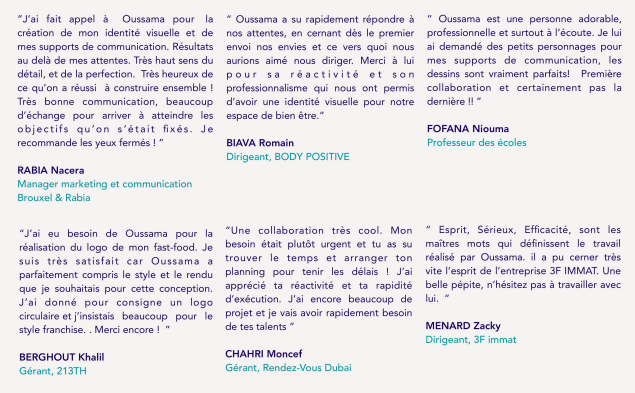 “J’ai fait appel à Oussama pour la
création de mon identité visuelle et de
mes supports de communication. Résultats
au delà de mes attentes. Très haut sens du
détail, et de la perfection. Très heureux de
ce qu’on a réussi à construire ensemble !
Très bonne communication, beaucoup
d’échange pour arriver à atteindre les
objectifs qu’on s’était fixés. Je
recommande les yeux fermés ! ”
RABIA Nacera
Manager marketing et communication
Brouxel & Rabia
“ Oussama a su rapidement répondre à
nos attentes, en cernant dès le premier
envoi nos envies et ce vers quoi nous
aurions aimé nous diriger. Merci à lui
pour sa réactivité et son
professionnalisme qui nous ont permis
d’avoir une identité visuelle pour notre
espace de bien être.”
BIAVA Romain
Dirigeant, BODY POSITIVE
“ Oussama est une personne adorable,
professionnelle et surtout à l’écoute. Je lui
ai demandé des petits personnages pour
mes supports de communication, les
dessins sont vraiment parfaits! Première
collaboration et certainement pas la
dernière !! ”
FOFANA Niouma
Professeur des écoles
“J’ai eu besoin de Oussama pour la
réalisation du logo de mon fast-food. Je
suis très satisfait car Oussama a
parfaitement compris le style et le rendu
que je souhaitais pour cette conception.
J’ai donné pour consigne un logo
circulaire et j’insistais beaucoup pour le
style franchise. . Merci encore ! ”
BERGHOUT Khalil
Gérant, 213TH
“Une collaboration très cool. Mon
besoin était plutôt urgent et tu as su
trouver le temps et arranger ton
planning pour tenir les délais ! J’ai
apprécié ta réactivité et ta rapidité
d’exécution. J’ai encore beaucoup de
projet et je vais avoir rapidement besoin
de tes talents ”
CHAHRI Moncef
Gérant, Rendez-Vous Dubai
“ Esprit, Sérieux, Efficacité, sont les
maîtres mots qui définissent le travail
réalisé par Oussama. il a pu cerner très
vite l’esprit de l’entreprise 3F IMMAT. Une
belle pépite, n’hésitez pas à travailler avec
lui. ”
MENARD Zacky
Dirigeant, 3F immat